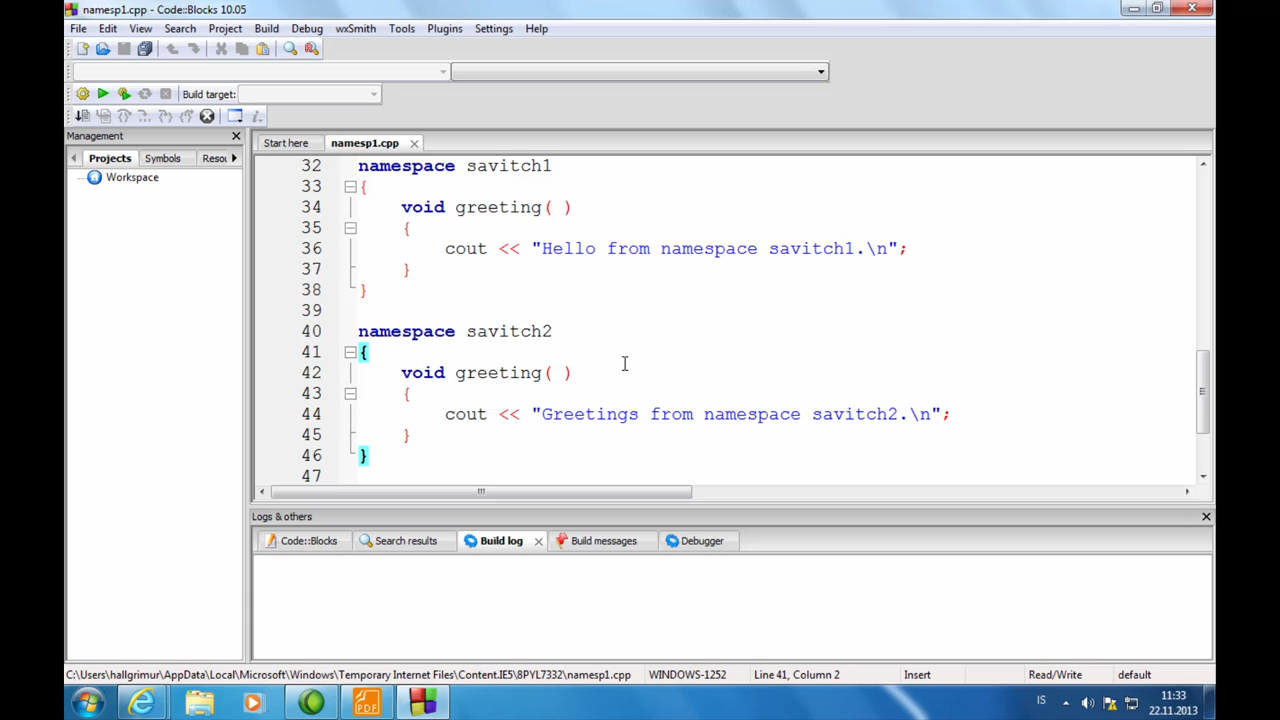 namesp1.cpp - Code::Blocks 10.05
File Edit View Search Project Build Debug wxSmith Tools Plugins Settings Help
Build target:
Management
Start here namesp1.cpp
Projects Symbols Resou
Workspace
32 namespace savitch1
33 {
34 void greeting( )
35 {
36 cout << "Hello from namespace savitch1.\n";
37 }
38 }
39
40 namespace savitch2
41 {
42 void greeting( )
43 {
44 cout << "Greetings from namespace savitch2.\n";
45 }
46 }
47
Logs & others
Code::Blocks Search results Build log Build messages Debugger
C:\Users\hallgrimur\AppData\Local\Microsoft\Windows\Temporary Internet Files\Content.IE5\8PYL7332\namesp1.cpp WINDOWS-1252 Line 41, Column 2 Insert Read/Write default
PDF
IS
11:33
22.11.2013